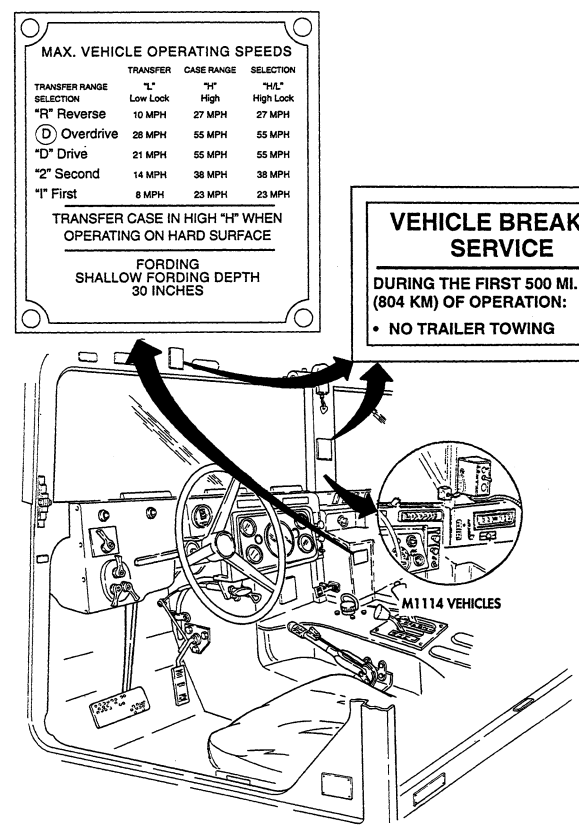 MAX. VEHICLE OPERATING SPEEDS
TRANSFER CASE RANGE SELECTION
TRANSFER RANGE "L" "H" "H/L"
SELECTION Low Lock High High Lock
"R" Reverse 10 MPH 27 MPH 27 MPH
D Overdrive 28 MPH 55 MPH 55 MPH
"D" Drive 21 MPH 55 MPH 55 MPH
"2" Second 14 MPH 38 MPH 38 MPH
"I" First 8 MPH 23 MPH 23 MPH
TRANSFER CASE IN HIGH "H" WHEN
OPERATING ON HARD SURFACE
FORDING
SHALLOW FORDING DEPTH
30 INCHES
VEHICLE BREAK
SERVICE
DURING THE FIRST 500 MI.
(804 KM) OF OPERATION:
• NO TRAILER TOWING
M1114 VEHICLES